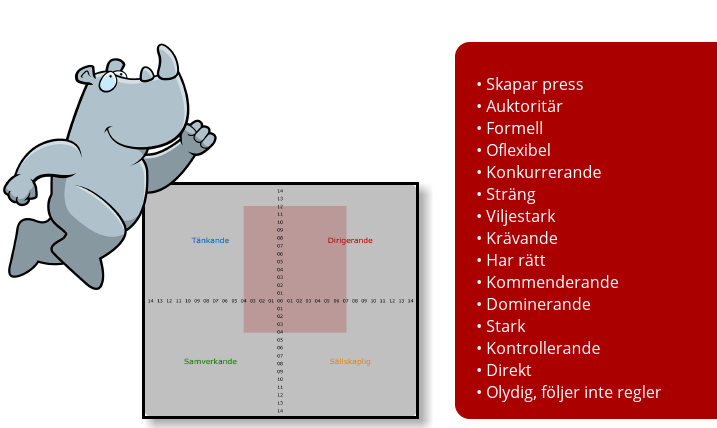 14
13
12
11
10
09
08
Tänkande
Dirigerande
07
06
05
04
03
02
01
14 13 12 11 10 09 08 07 06 05 04 03 02 01 00 01 02 03 04 05 06 07 08 09 10 11 12 13 14
01
02
03
04
05
06
07
Samverkande
Sällskaplig
08
09
10
11
12
13
14
• Skapar press
• Auktoritär
• Formell
• Oflexibel
• Konkurrerande
• Sträng
• Viljestark
• Krävande
• Har rätt
• Kommenderande
• Dominerande
• Stark
• Kontrollerande
• Direkt
• Olydig, följer inte regler